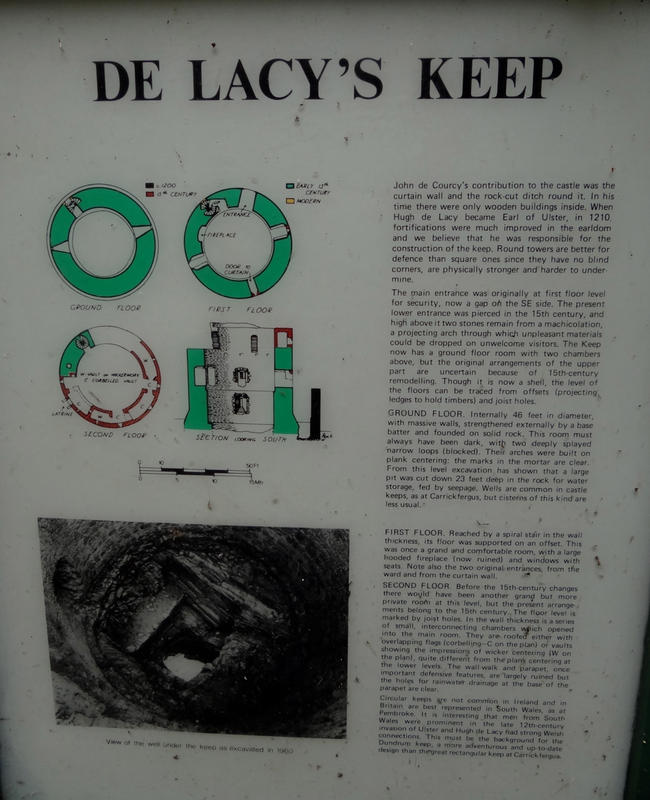 DE LACY'S KEEP
c.1200
15th CENTURY
EARLY 13th CENTURY
MODERN
ENTRANCE
FIREPLACE
DOOR TO CURTAIN
GROUND FLOOR
FIRST FLOOR
W-VAULT ON WICKERWORK
C CORBELLED VAULT
LATRINE
SECOND FLOOR
SECTION LOOKING SOUTH
10 50FT
0 5 10 15M
View of the well under the keep as excavated in 1950
John de Courcy's contribution to the castle was the
curtain wall and the rock-cut ditch round it. In his
time there were only wooden buildings inside. When
Hugh de Lacy became Earl of Ulster, in 1210,
fortifications were much improved in the earldom
and we believe that he was responsible for the
construction of the keep. Round towers are better for
defence than square ones since they have no blind
corners, are physically stronger and harder to under-
mine.
The main entrance was originally at first floor level
for security, now a gap on the SE side. The present
lower entrance was pierced in the 15th century, and
high above it two stones remain from a machicolation,
a projecting arch through which unpleasant materials
could be dropped on unwelcome visitors. The Keep
now has a ground floor room with two chambers
above, but the original arrangements of the upper
part are uncertain because of 15th-century
remodelling. Though it is now a shell, the level of
the floors can be traced from offsets (projecting
ledges to hold timbers) and joist holes.
GROUND FLOOR. Internally 46 feet in diameter,
with massive walls, strengthened externally by a base
batter and founded on solid rock. This room must
always have been dark, with two deeply splayed
narrow loops (blocked). Their arches were built on
plank centering: the marks in the mortar are clear.
From this level excavation has shown that a large
pit was cut down 23 feet deep in the rock for water
storage, fed by seepage. Wells are common in castle
keeps, as at Carrickfergus, but cisterns of this kind are
less usual.
FIRST FLOOR. Reached by a spiral stair in the wall
thickness, its floor was supported on an offset. This
was once a grand and comfortable room, with a large
hooded fireplace (now ruined) and windows with
seats. Note also the two original entrances, from the
ward and from the curtain wall.
SECOND FLOOR. Before the 15th-century changes
there would have been another grand but more
private room at this level, but the present arrange-
ments belong to the 15th century. The floor level is
marked by joist holes. In the wall thickness is a series
of small, interconnecting chambers which opened
into the main room. They are roofed either with
overlapping flags (corbelling—C on the plan) or vaults
showing the impressions of wicker centering (W on
the plan), quite different from the plank centering at
the lower levels. The wall-walk and parapet, once
important defensive features, are largely ruined but
the holes for rainwater drainage at the base of the
parapet are clear.
Circular keeps are not common in Ireland and in
Britain are best represented in South Wales, as at
Pembroke. It is interesting that men from South
Wales were prominent in the late 12th-century
invasion of Ulster and Hugh de Lacy had strong Welsh
connections. This must be the background for the
Dundrum keep, a more adventurous and up-to-date
design than the great rectangular keep at Carrickfergus.